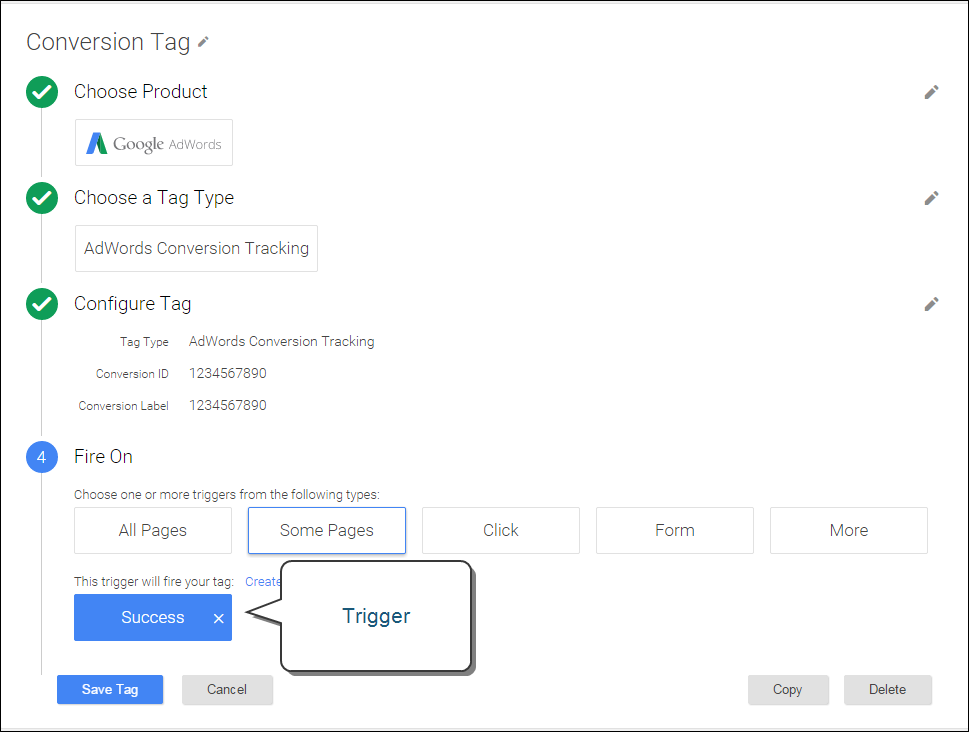 Conversion Tag
Choose Product
Google AdWords
Choose a Tag Type
AdWords Conversion Tracking
Configure Tag
Tag Type AdWords Conversion Tracking
Conversion ID 1234567890
Conversion Label 1234567890
4 Fire On
Choose one or more triggers from the following types:
All Pages Some Pages Click Form More
This trigger will fire your tag: Create
Success ×
Trigger
Save Tag Cancel Copy Delete